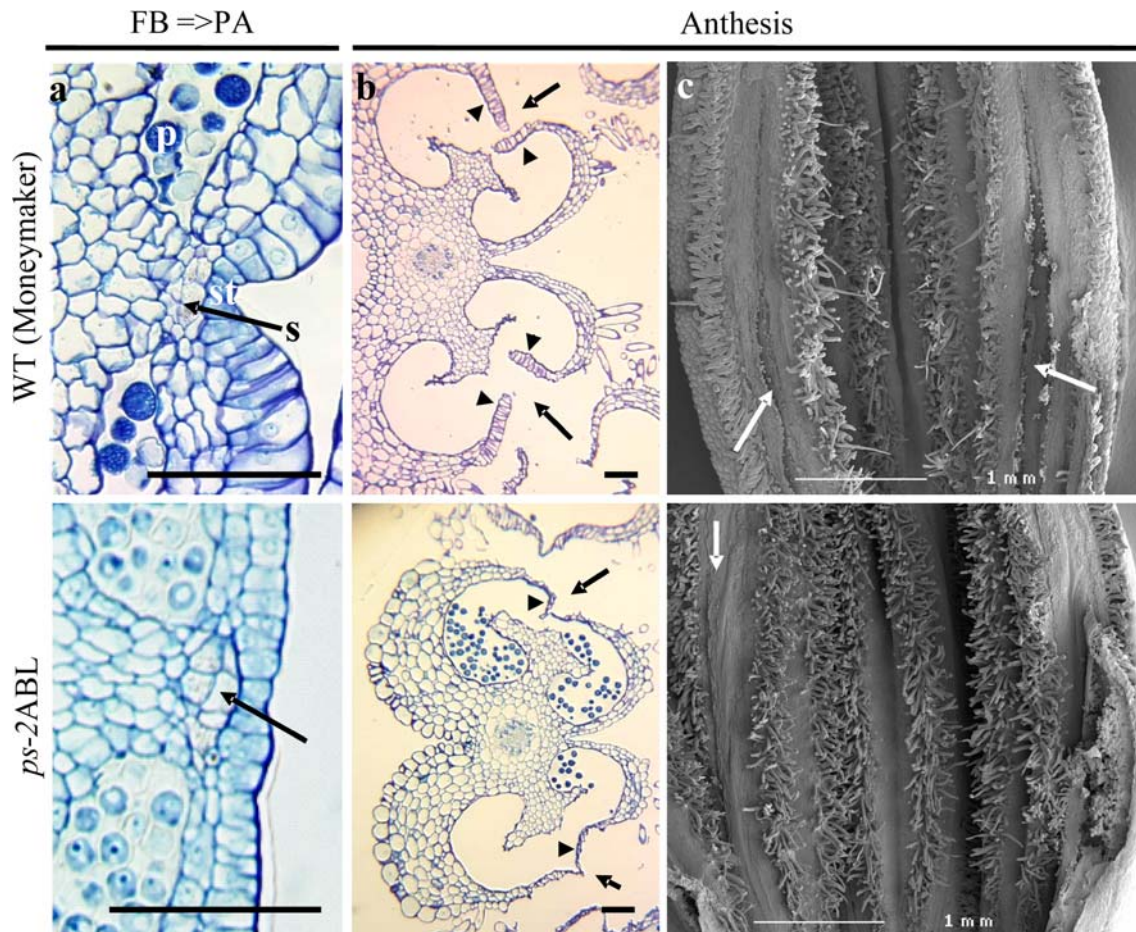 FB =>PA
Anthesis
WT (Moneymaker)
a
p
st
s
b
c
1 mm
ps-2ABL
1 mm